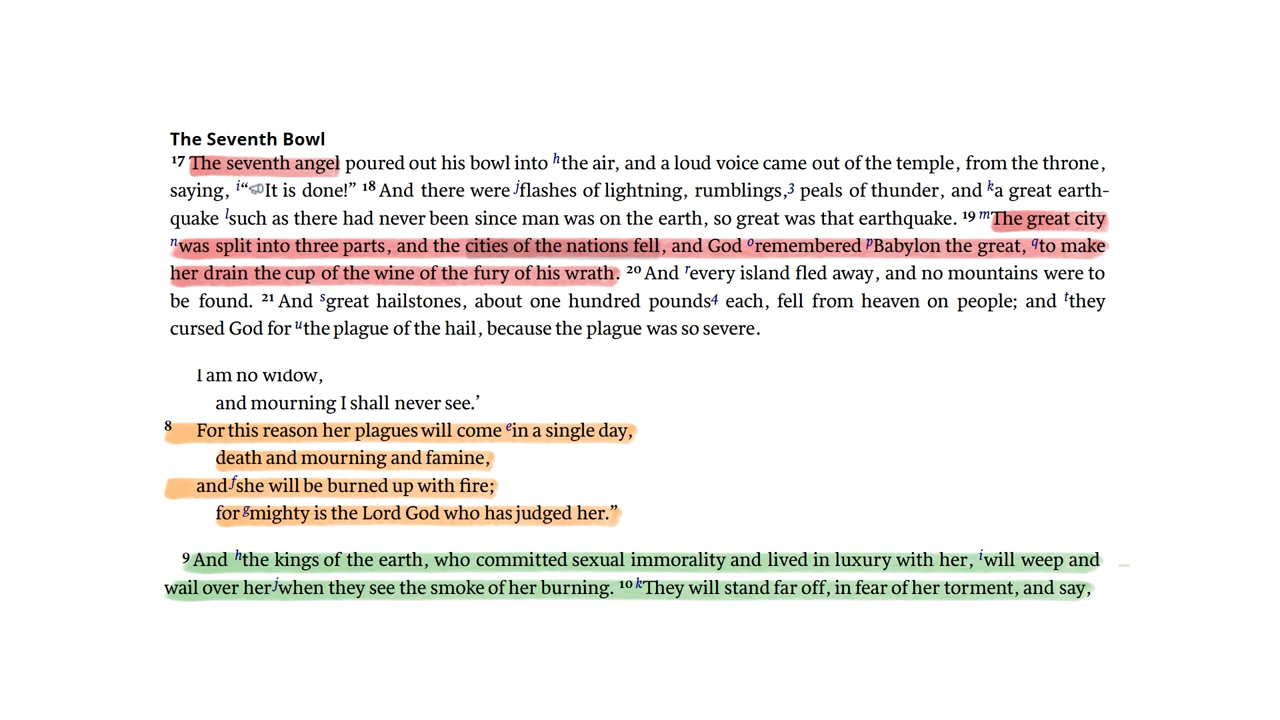 The Seventh Bowl
17 The seventh angel poured out his bowl into h the air, and a loud voice came out of the temple, from the throne,
saying, i “It is done!” 18 And there were j flashes of lightning, rumblings,3 peals of thunder, and k a great earth-
quake l such as there had never been since man was on the earth, so great was that earthquake. 19 m The great city
n was split into three parts, and the cities of the nations fell, and God o remembered p Babylon the great, q to make
her drain the cup of the wine of the fury of his wrath. 20 And r every island fled away, and no mountains were to
be found. 21 And s great hailstones, about one hundred pounds4 each, fell from heaven on people; and t they
cursed God for u the plague of the hail, because the plague was so severe.
I am no widow,
and mourning I shall never see.’
8 For this reason her plagues will come e in a single day,
death and mourning and famine,
and f she will be burned up with fire;
for g mighty is the Lord God who has judged her.”
9 And h the kings of the earth, who committed sexual immorality and lived in luxury with her, i will weep and
wail over her j when they see the smoke of her burning. 10 k They will stand far off, in fear of her torment, and say,